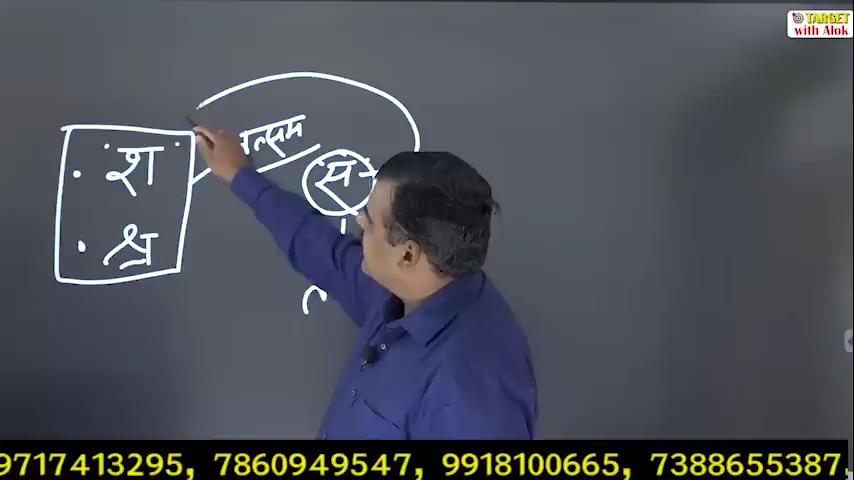 TARGET
with Alok
तत्सम
• श
स
• श्र
9717413295, 7860949547, 9918100665, 7388655387,